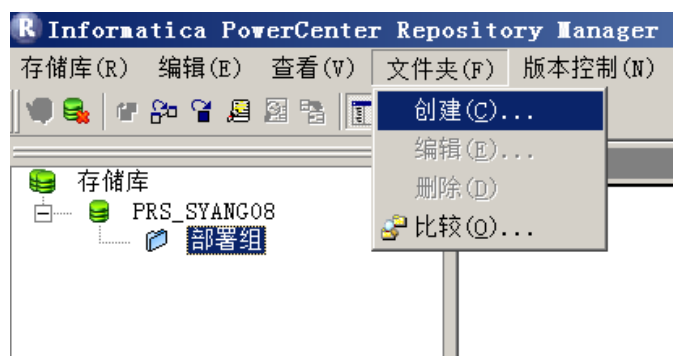 Informatica PowerCenter Repository Manager
存储库(R) 编辑(E) 查看(V) 文件夹(F) 版本控制(N)
创建(C)...
编辑(E)...
删除(D)
比较(O)...
存储库
PRS_SYANG08
部署组